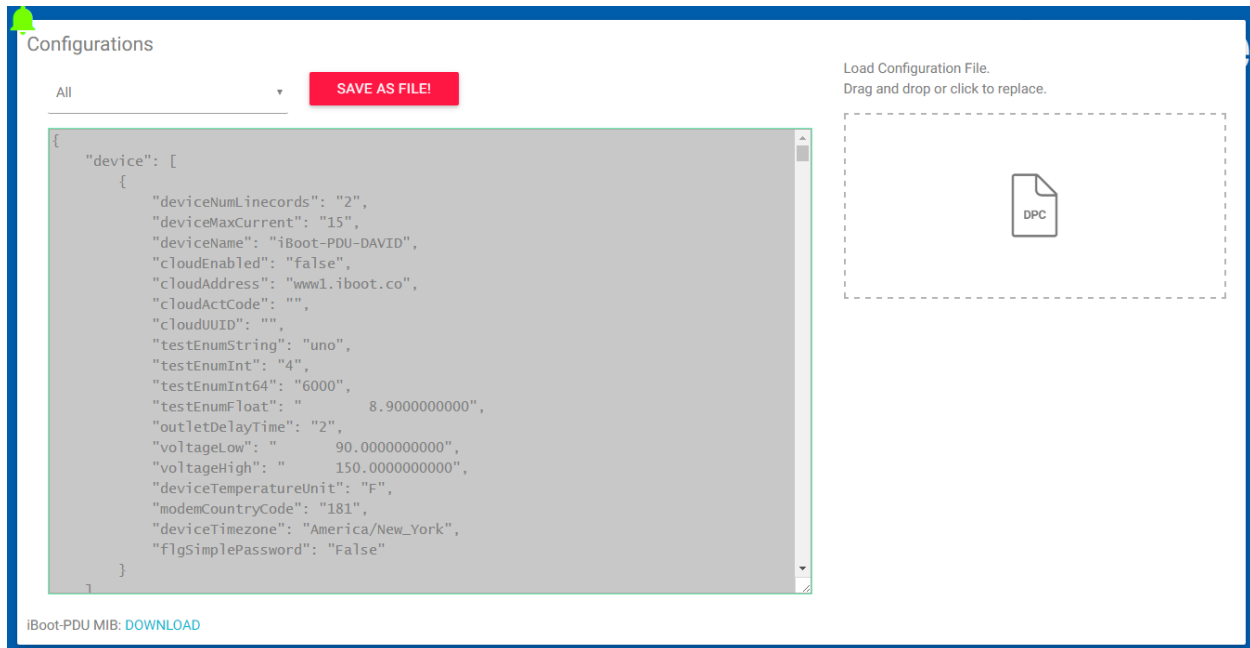 Configurations
All
SAVE AS FILE!
{
    "device": [
        {
            "deviceNumLinecords": "2",
            "deviceMaxCurrent": "15",
            "deviceName": "iBoot-PDU-DAVID",
            "cloudEnabled": "false",
            "cloudAddress": "www1.iboot.co",
            "cloudActCode": "",
            "cloudUUID": "",
            "testEnumString": "uno",
            "testEnumInt": "4",
            "testEnumInt64": "6000",
            "testEnumFloat": "        8.9000000000",
            "outletDelayTime": "2",
            "voltageLow": "       90.0000000000",
            "voltageHigh": "      150.0000000000",
            "deviceTemperatureUnit": "F",
            "modemCountryCode": "181",
            "deviceTimezone": "America/New_York",
            "flgSimplePassword": "False"
        }
    ]
Load Configuration File.
Drag and drop or click to replace.
DPC
iBoot-PDU MIB: DOWNLOAD